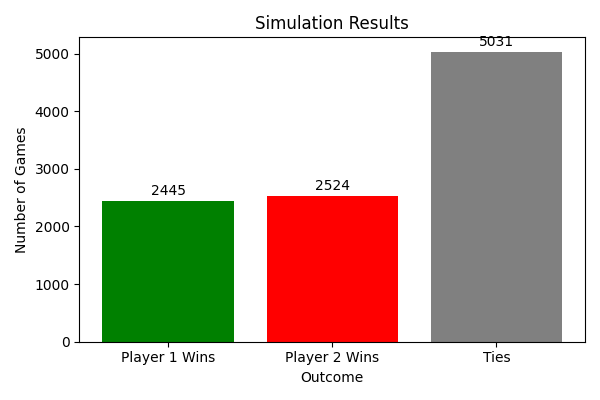 Simulation Results
5031
5000
4000
3000
2445
2524
2000
1000
0
Number of Games
Player 1 Wins
Player 2 Wins
Ties
Outcome